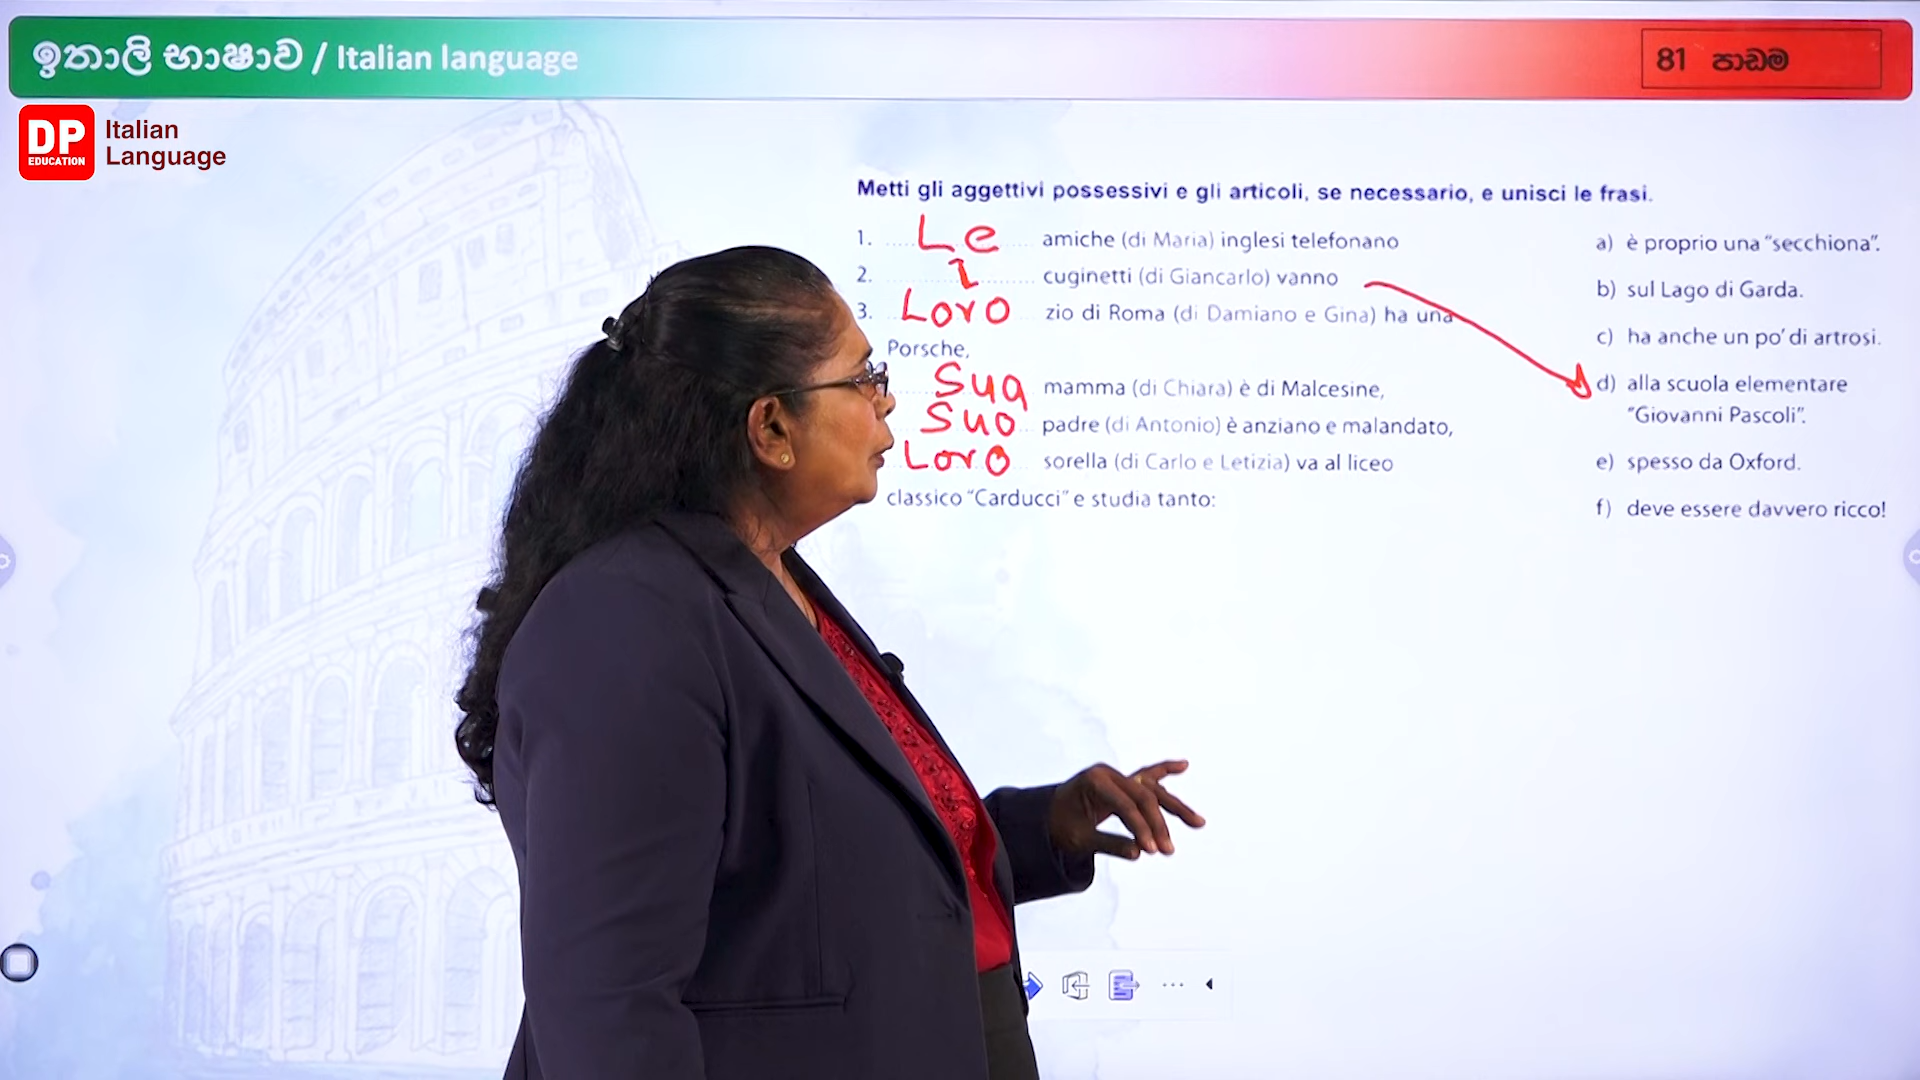 ඉතාලි භාෂාව / Italian language
81 පාඩම
DP
EDUCATION
Italian
Language
Metti gli aggettivi possessivi e gli articoli, se necessario, e unisci le frasi.
1. Le amiche (di Maria) inglesi telefonano
2. I cuginetti (di Giancarlo) vanno
3. Loro zio di Roma (di Damiano e Gina) ha una
Porsche,
Sua mamma (di Chiara) è di Malcesine,
Suo padre (di Antonio) è anziano e malandato,
Loro sorella (di Carlo e Letizia) va al liceo
classico “Carducci” e studia tanto:
a) è proprio una “secchiona”.
b) sul Lago di Garda.
c) ha anche un po’ di artrosi.
d) alla scuola elementare
“Giovanni Pascoli”.
e) spesso da Oxford.
f) deve essere davvero ricco!